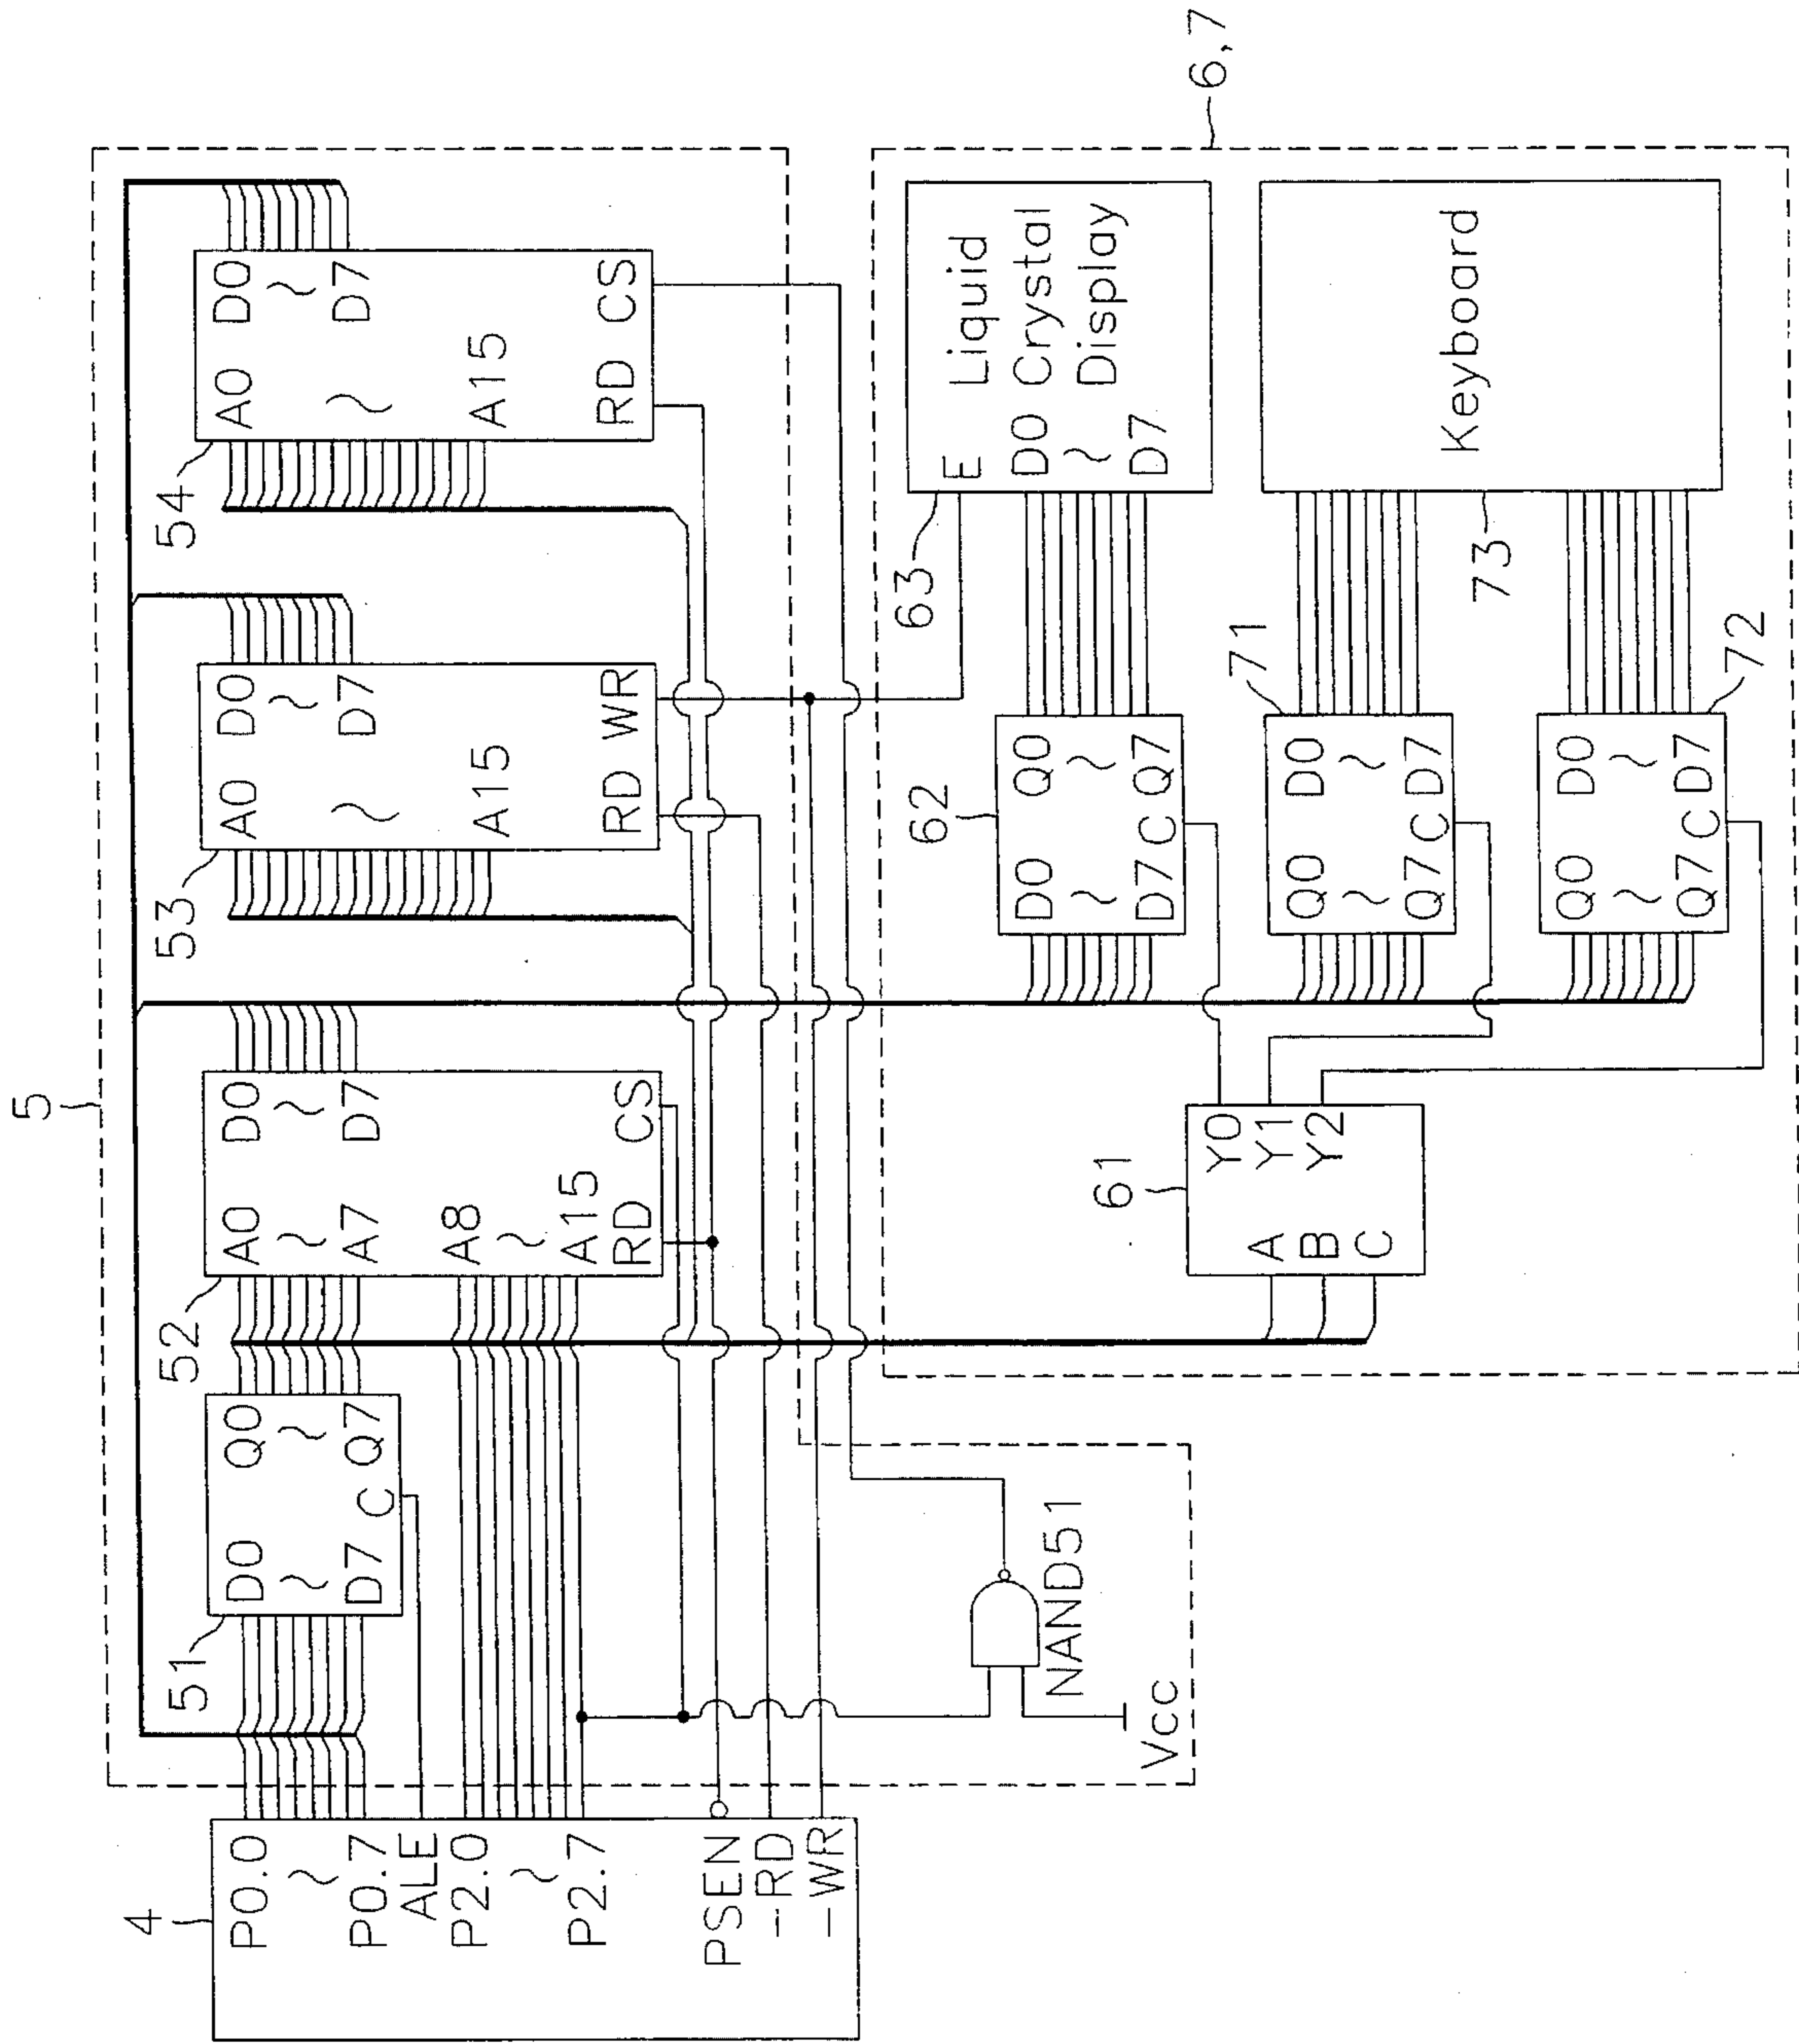 5
4
P0.0
~
P0.7
ALE
P2.0
~
P2.7
PSEN
-RD
-WR
51
D0 Q0
~ ~
D7 C Q7
52
A0 D0
~ ~
A7 D7
A8
~
A15
RD CS
53
A0 D0
~ ~
D7
A15
RD WR
54
A0 D0
~ ~
D7
A15
RD CS
NAND51
Vcc
6,7
61
A Y0
B Y1
C Y2
62
D0 Q0
~ ~
D7 C Q7
63
E Liquid
D0 Crystal
~ Display
D7
71
Q0 D0
~ ~
Q7 C D7
72
Q0 D0
~ ~
Q7 C D7
73
Keyboard